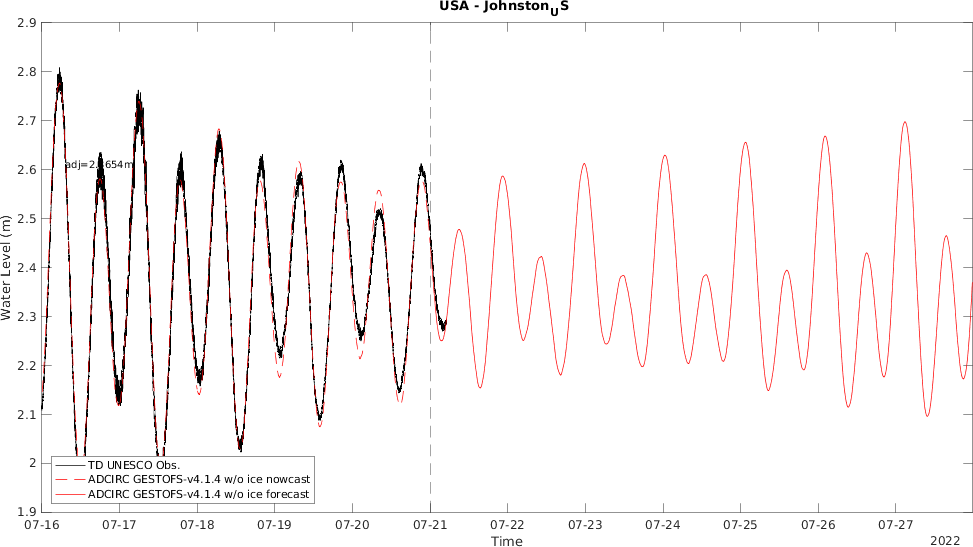 USA - Johnston_US
2.9
2.8
2.7
2.6
2.5
2.4
2.3
2.2
2.1
2
1.9
Water Level (m)
TD UNESCO Obs.
ADCIRC GESTOFS-v4.1.4 w/o ice nowcast
ADCIRC GESTOFS-v4.1.4 w/o ice forecast
07-16 07-17 07-18 07-19 07-20 07-21 07-22 07-23 07-24 07-25 07-26 07-27
Time
2022